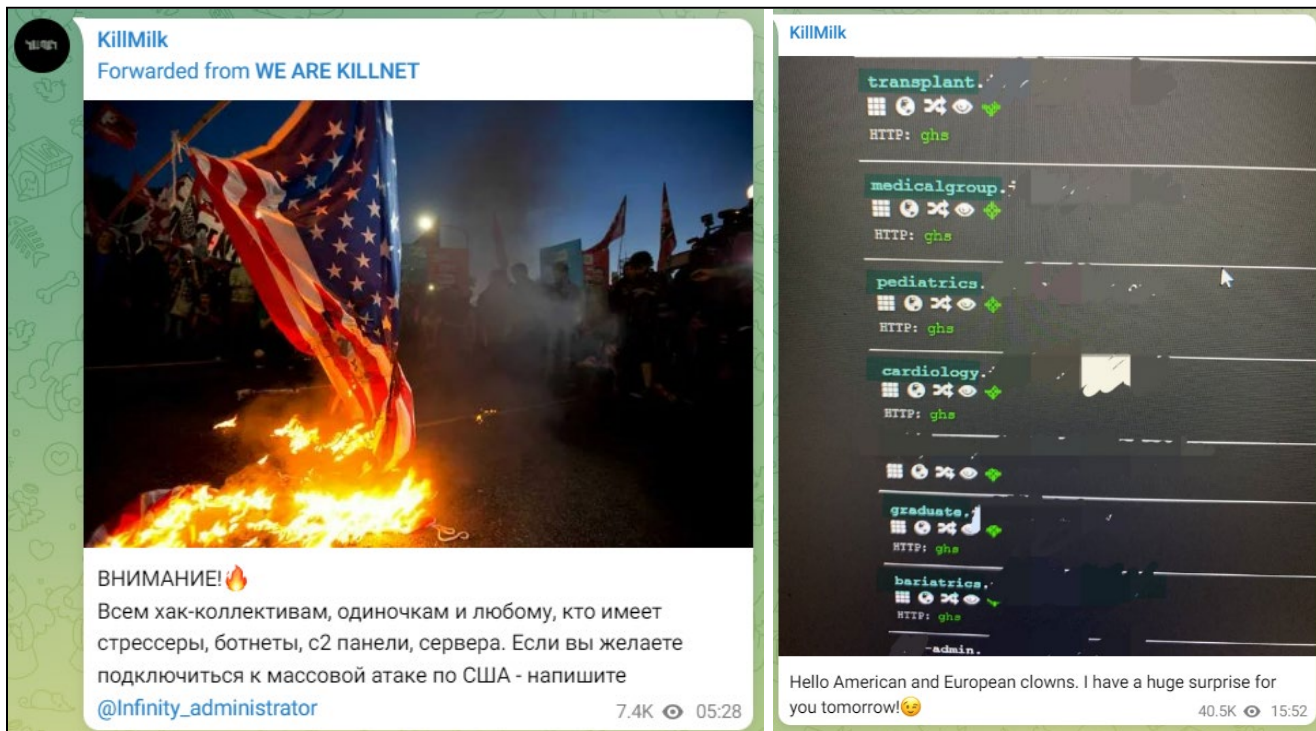 KillMilk
Forwarded from WE ARE KILLNET
ВНИМАНИЕ!🔥
Всем хак-коллективам, одиночкам и любому, кто имеет
стрессеры, ботнеты, с2 панели, сервера. Если вы желаете
подключиться к массовой атаке по США - напишите
@Infinity_administrator
7.4K 05:28
KillMilk
transplant.
HTTP: ghs
medicalgroup.
HTTP: ghs
pediatrics.
HTTP: ghs
cardiology.
HTTP: ghs
graduate.
HTTP: ghs
bariatrics.
HTTP: ghs
-admin.
Hello American and European clowns. I have a huge surprise for
you tomorrow!😉
40.5K 15:52